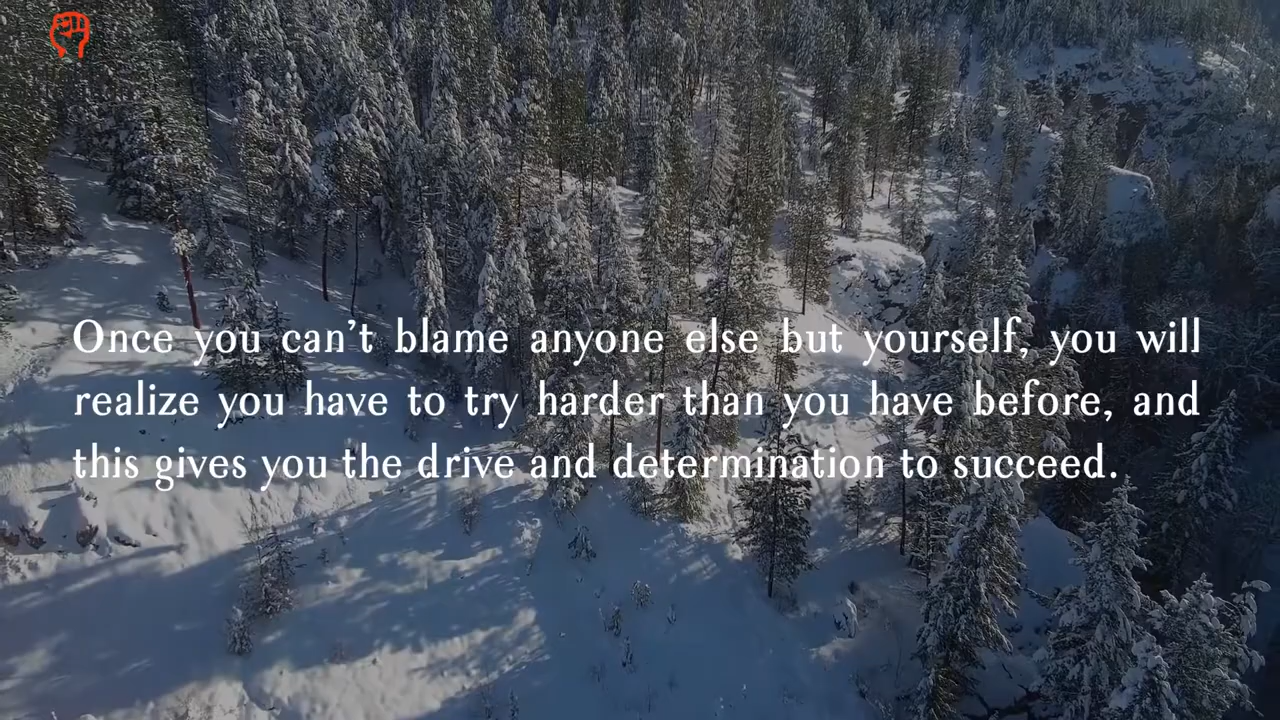 Once you can't blame anyone else but yourself, you will
realize you have to try harder than you have before, and
this gives you the drive and determination to succeed.